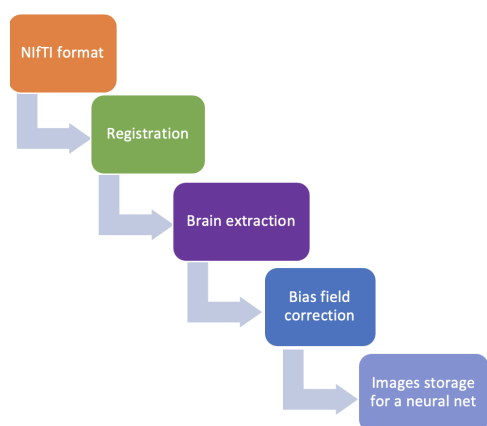 NIfTI format
Registration
Brain extraction
Bias field
correction
Images storage
for a neural net